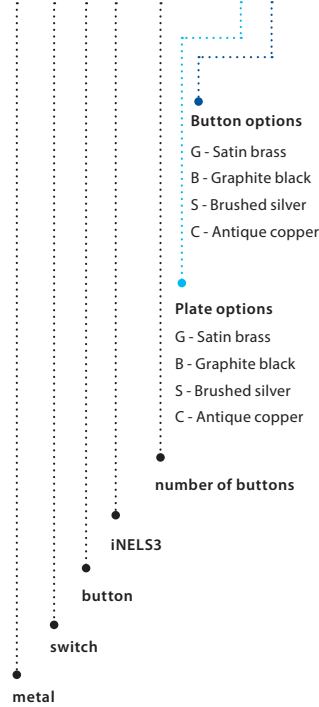 Button options
G - Satin brass
B - Graphite black
S - Brushed silver
C - Antique copper
Plate options
G - Satin brass
B - Graphite black
S - Brushed silver
C - Antique copper
number of buttons
iNELS3
button
switch
metal